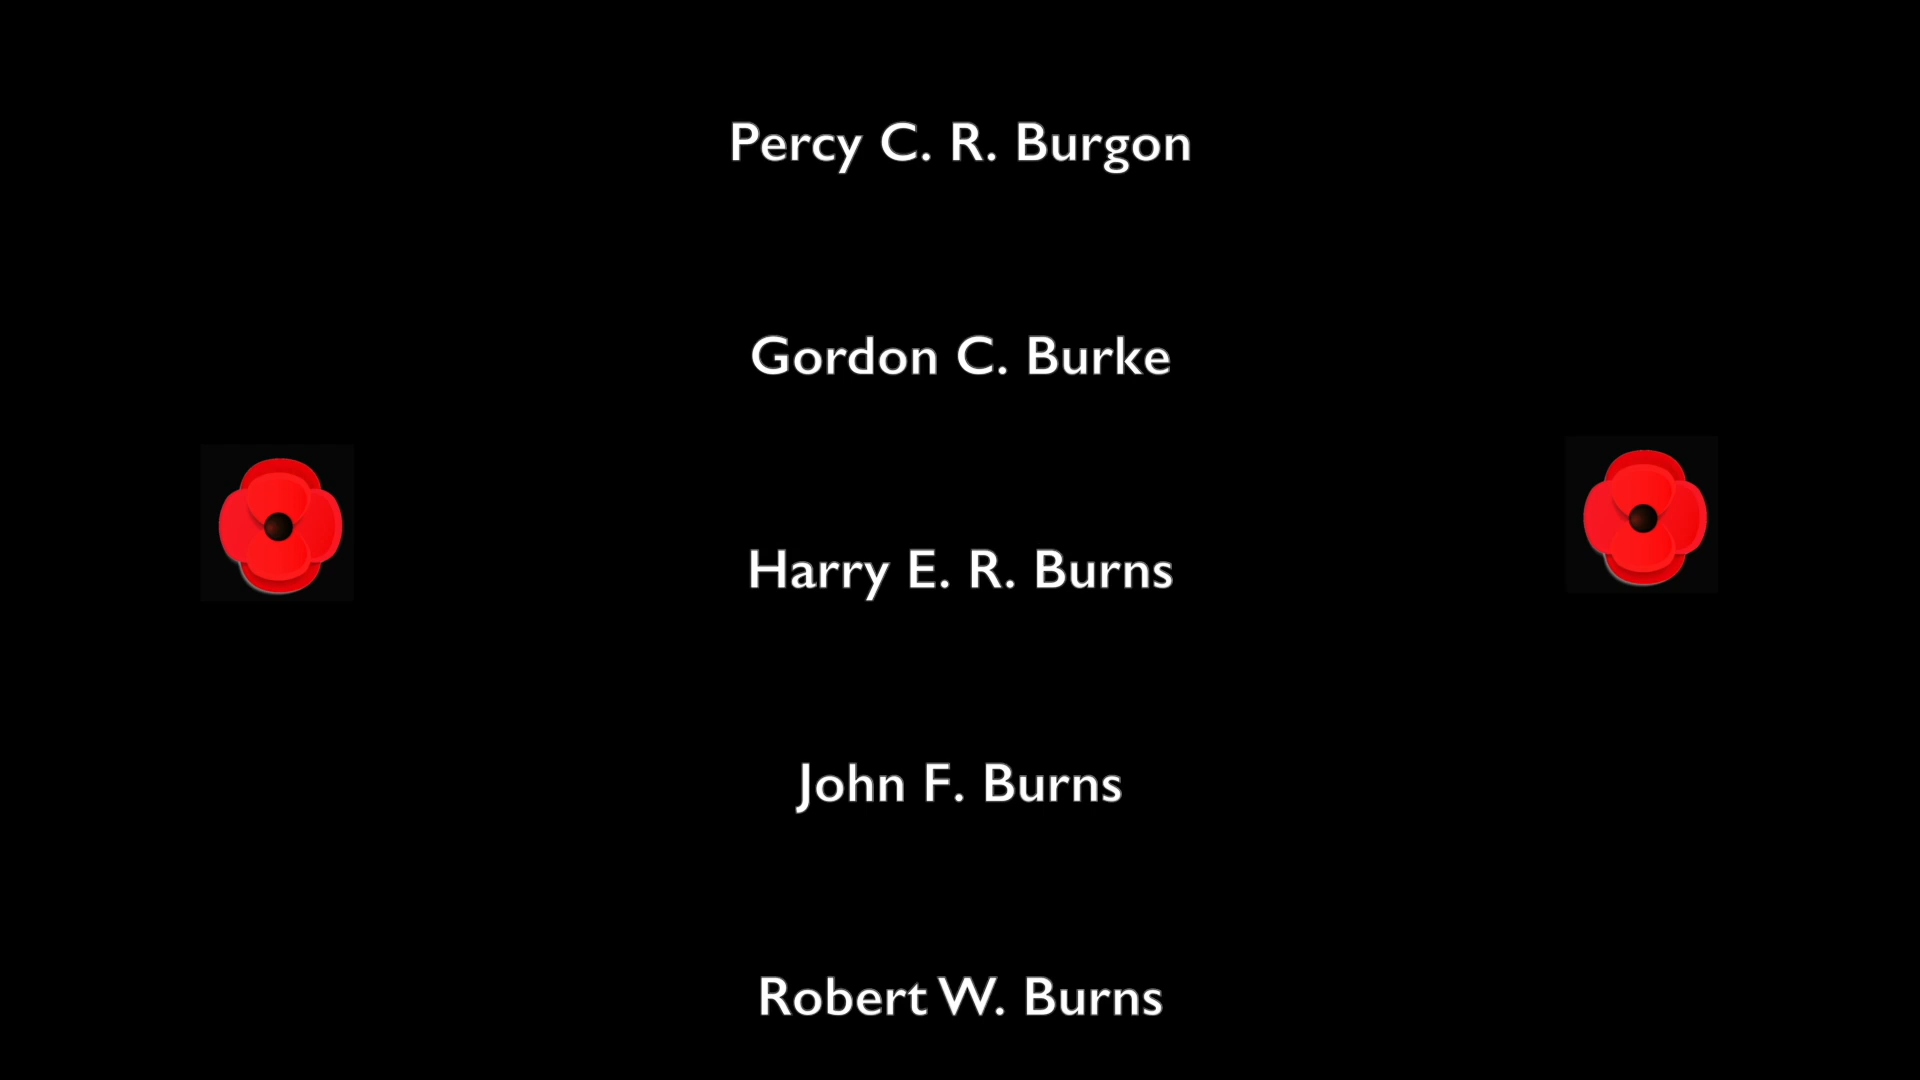 Percy C. R. Burgon
Gordon C. Burke
Harry E. R. Burns
John F. Burns
Robert W. Burns